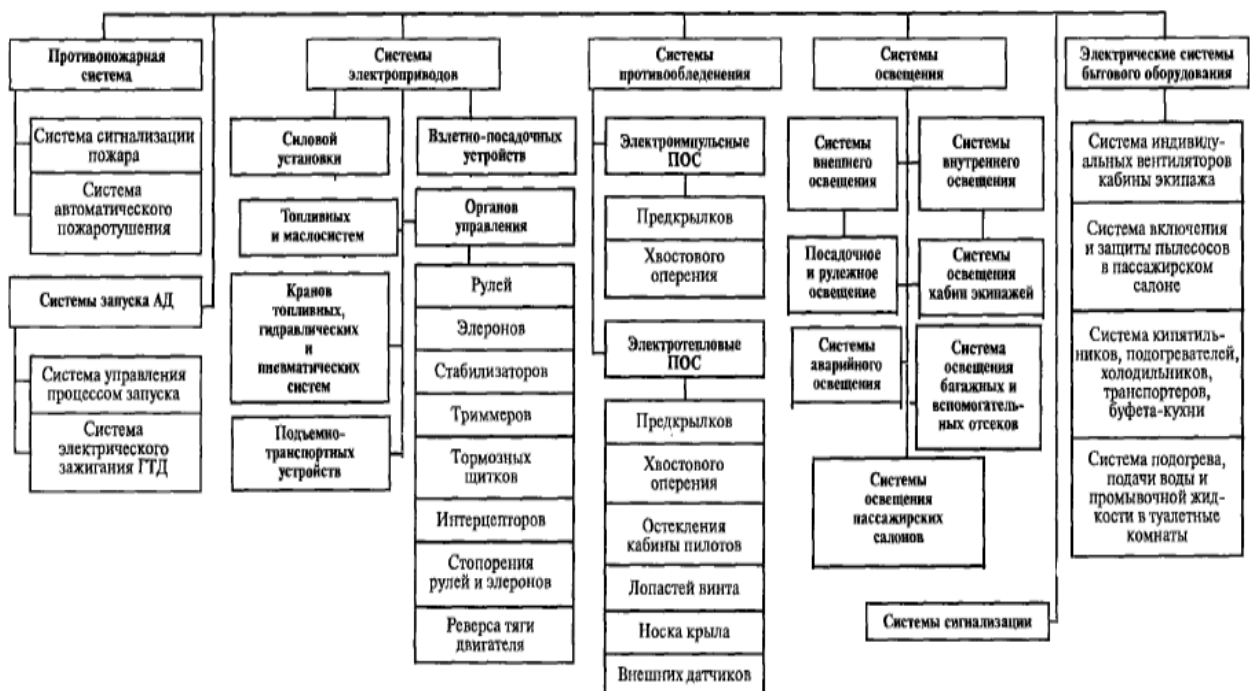 Противопожарная
система
Система сигнализации
пожара
Система
автоматического
пожаротушения
Системы запуска АД
Система управления
процессом запуска
Система
электрического
зажигания ГТД
Системы
электроприводов
Силовой
установки
Топливных
и маслосистем
Кранов
топливных,
гидравлических
и
пневматических
систем
Подъемно-
транспортных
устройств
Взлетно-посадочных
устройств
Органов
управления
Рулей
Элеронов
Стабилизаторов
Триммеров
Тормозных
щитков
Интерцепторов
Стопорения
рулей и элеронов
Реверса тяги
двигателя
Системы
противообледенения
Электроимпульсные
ПОС
Предкрылков
Хвостового
оперения
Электротепловые
ПОС
Предкрылков
Хвостового
оперения
Остекления
кабины пилотов
Лопастей винта
Носка крыла
Внешних датчиков
Системы
освещения
Системы
внешнего
освещения
Посадочное
и рулежное
освещение
Системы
аварийного
освещения
Системы
внутреннего
освещения
Системы
освещения
кабин экипажей
Система
освещения
багажных и
вспомогатель-
ных отсеков
Системы
освещения
пассажирских
салонов
Системы сигнализации
Электрические системы
бытового оборудования
Система индивиду-
альных вентиляторов
кабины экипажа
Система включения
и защиты пылесосов
в пассажирском
салоне
Система кипятиль-
ников, подогревателей,
холодильников,
транспортеров,
буфета-кухни
Система подогрева,
подачи воды и
промывочной жид-
кости в туалетные
комнаты